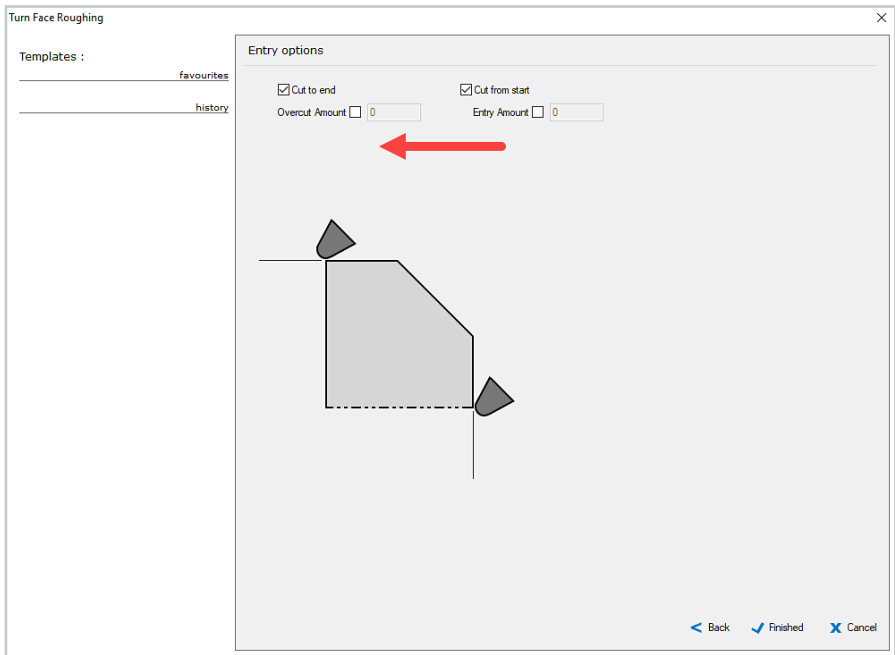 Turn Face Roughing
Templates :
favourites
history
Entry options
Cut to end
Cut from start
Overcut Amount 0
Entry Amount 0
Back
Finished
Cancel